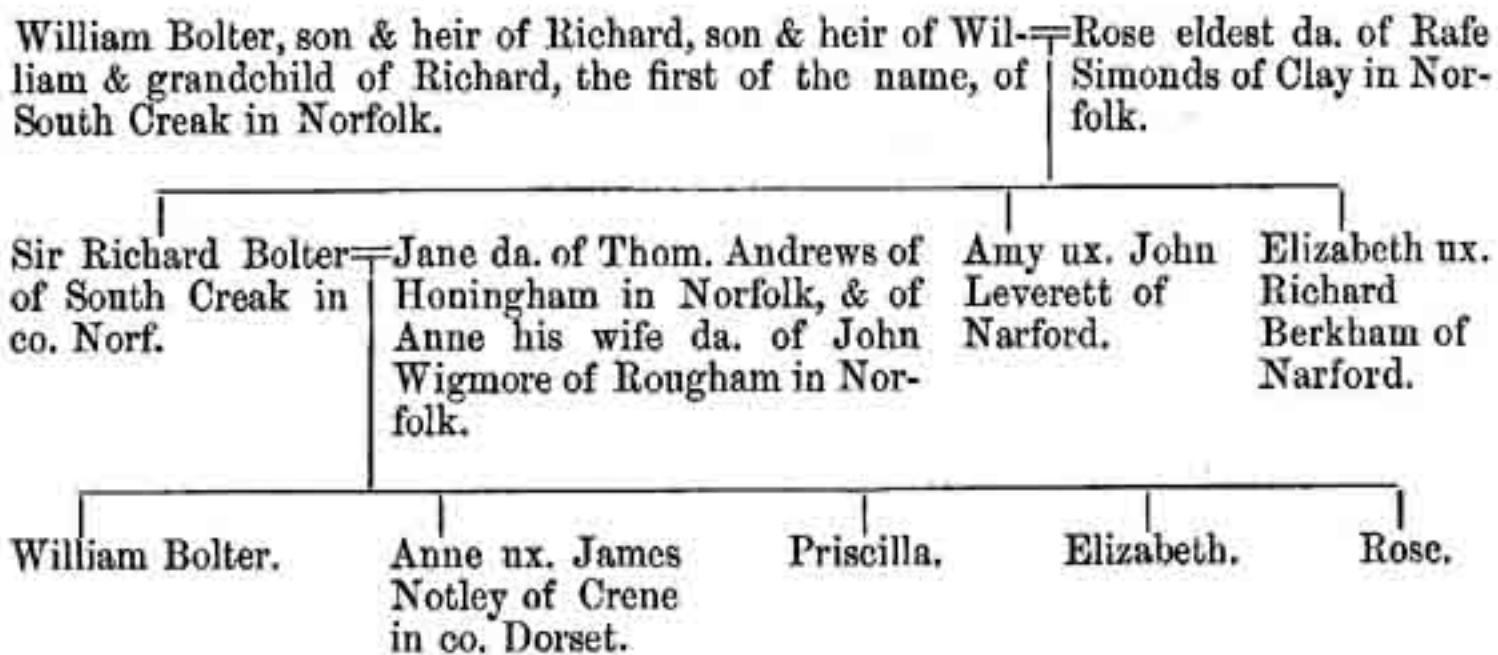 William Bolter, son & heir of Richard, son & heir of Wil-
liam & grandchild of Richard, the first of the name, of
South Creak in Norfolk.
Rose eldest da. of Rafe
Simonds of Clay in Nor-
folk.
Sir Richard Bolter
of South Creak in
co. Norf.
Jane da. of Thom. Andrews of
Honingham in Norfolk, & of
Anne his wife da. of John
Wigmore of Rougham in Nor-
folk.
Amy ux. John
Leverett of
Narford.
Elizabeth ux.
Richard
Berkham of
Narford.
William Bolter.
Anne ux. James
Notley of Crene
in co. Dorset.
Priscilla.
Elizabeth.
Rose.